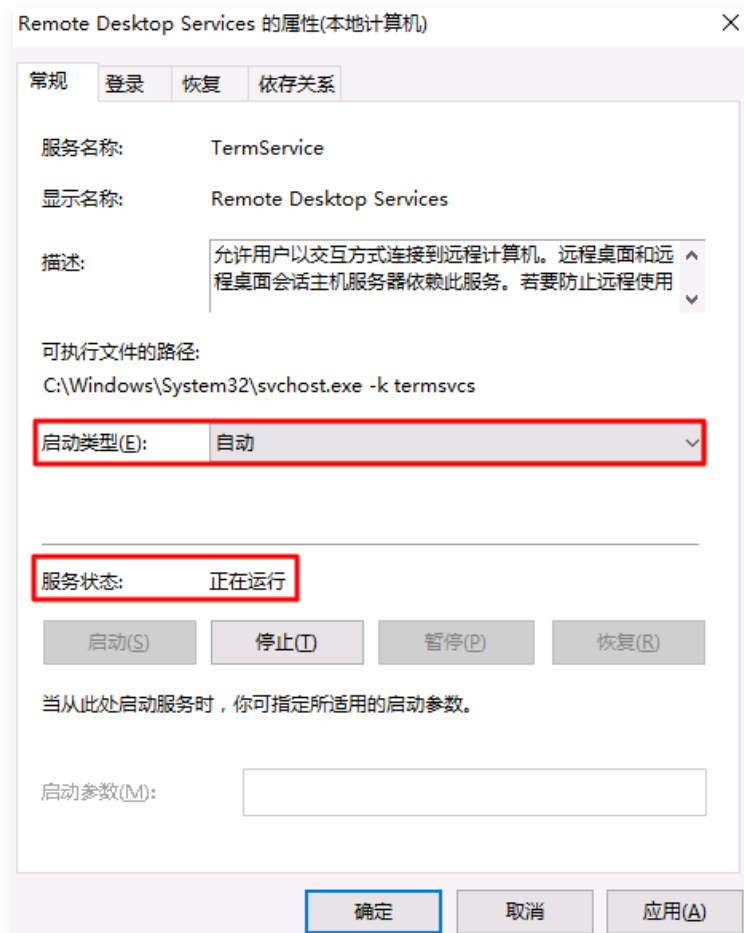 Remote Desktop Services 的属性(本地计算机)
常规 登录 恢复 依存关系
服务名称: TermService
显示名称: Remote Desktop Services
描述: 允许用户以交互方式连接到远程计算机。远程桌面和远
程桌面会话主机服务器依赖此服务。若要防止远程使用
可执行文件的路径:
C:\Windows\System32\svchost.exe -k termsvcs
启动类型(E): 自动
服务状态: 正在运行
启动(S) 停止(T) 暂停(P) 恢复(R)
当从此处启动服务时，你可指定所适用的启动参数。
启动参数(M):
确定 取消 应用(A)